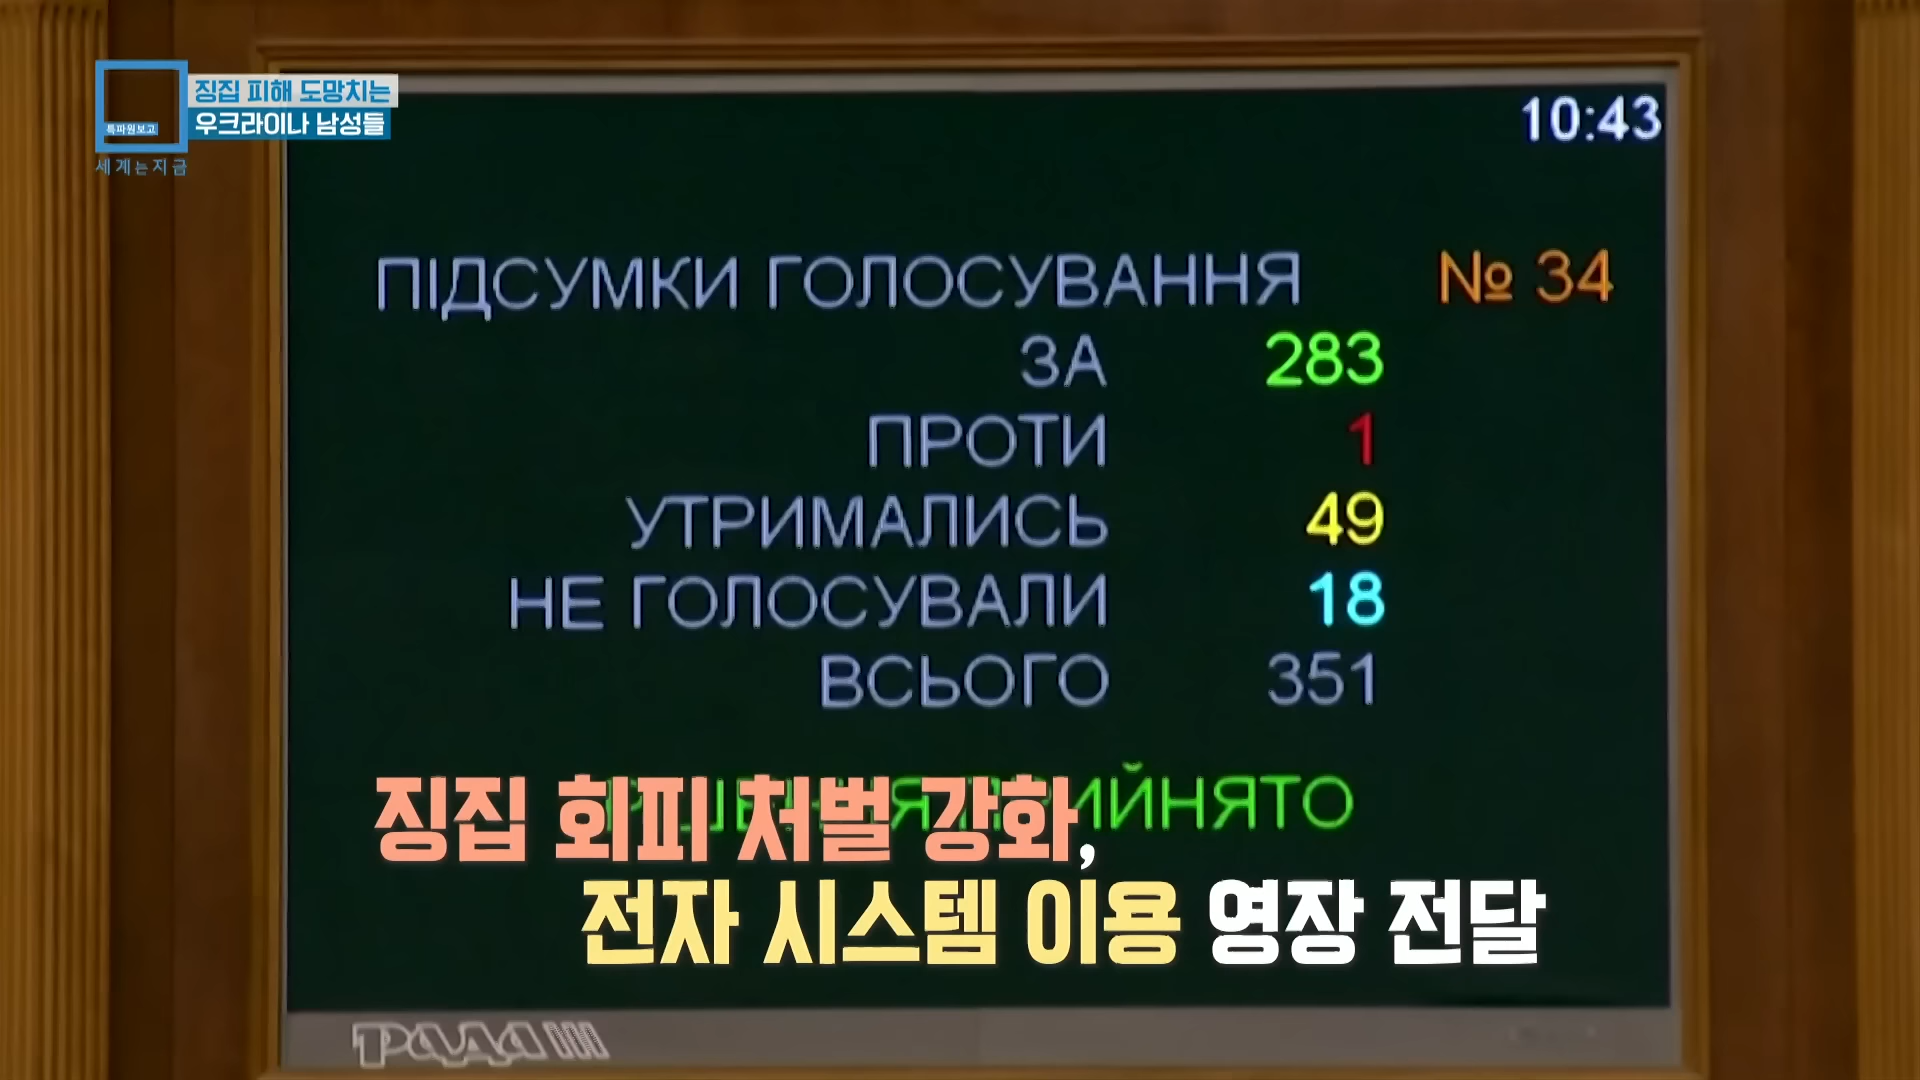 징집 피해 도망치는
우크라이나 남성들
특파원보고
세계는지금
10:43
ПІДСУМКИ ГОЛОСУВАННЯ № 34
ЗА 283
ПРОТИ 1
УТРИМАЛИСЬ 49
НЕ ГОЛОСУВАЛИ 18
ВСЬОГО 351
징집 회피 처벌 강화,
전자 시스템 이용 영장 전달
РАДА